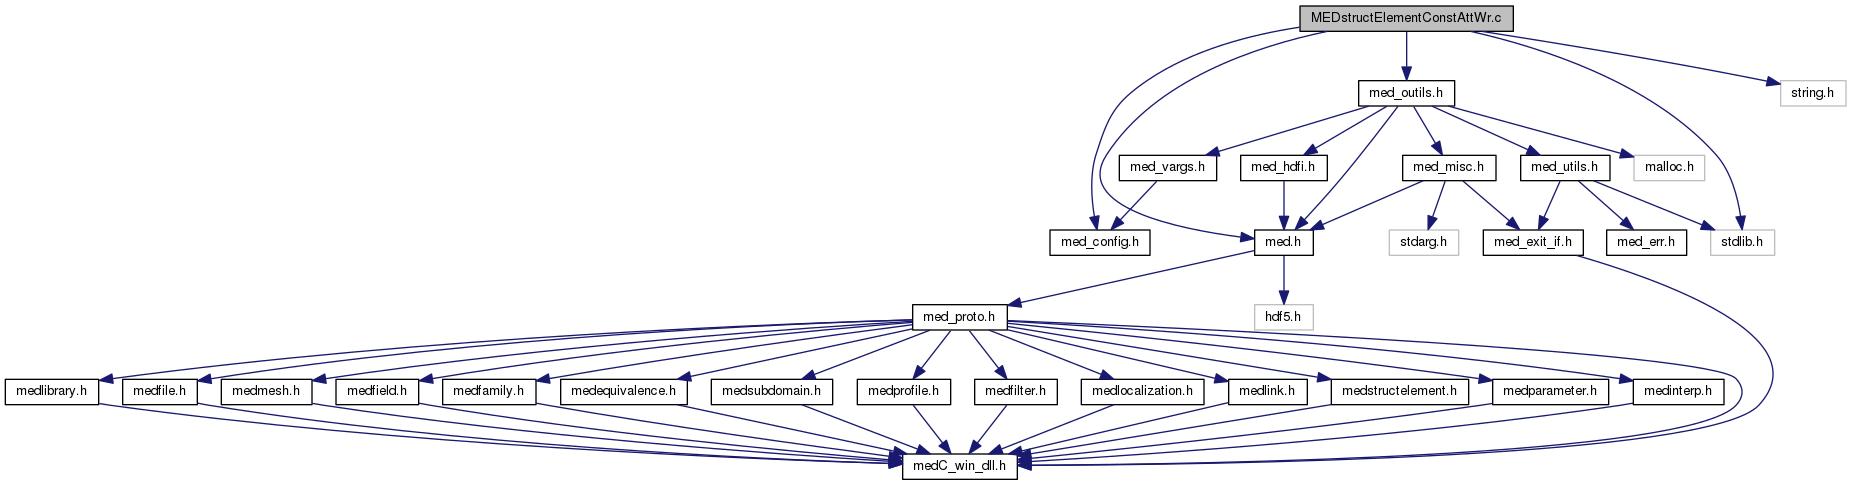 MEDstructElementConstAttWr.c
med_outils.h
string.h
med_vargs.h
med_hdfi.h
med_misc.h
med_utils.h
malloc.h
med_config.h
med.h
stdarg.h
med_exit_if.h
med_err.h
stdlib.h
med_proto.h
hdf5.h
medlibrary.h
medfile.h
medmesh.h
medfield.h
medfamily.h
medequivalence.h
medsubdomain.h
medprofile.h
medfilter.h
medlocalization.h
medlink.h
medstructelement.h
medparameter.h
medinterp.h
medC_win_dll.h